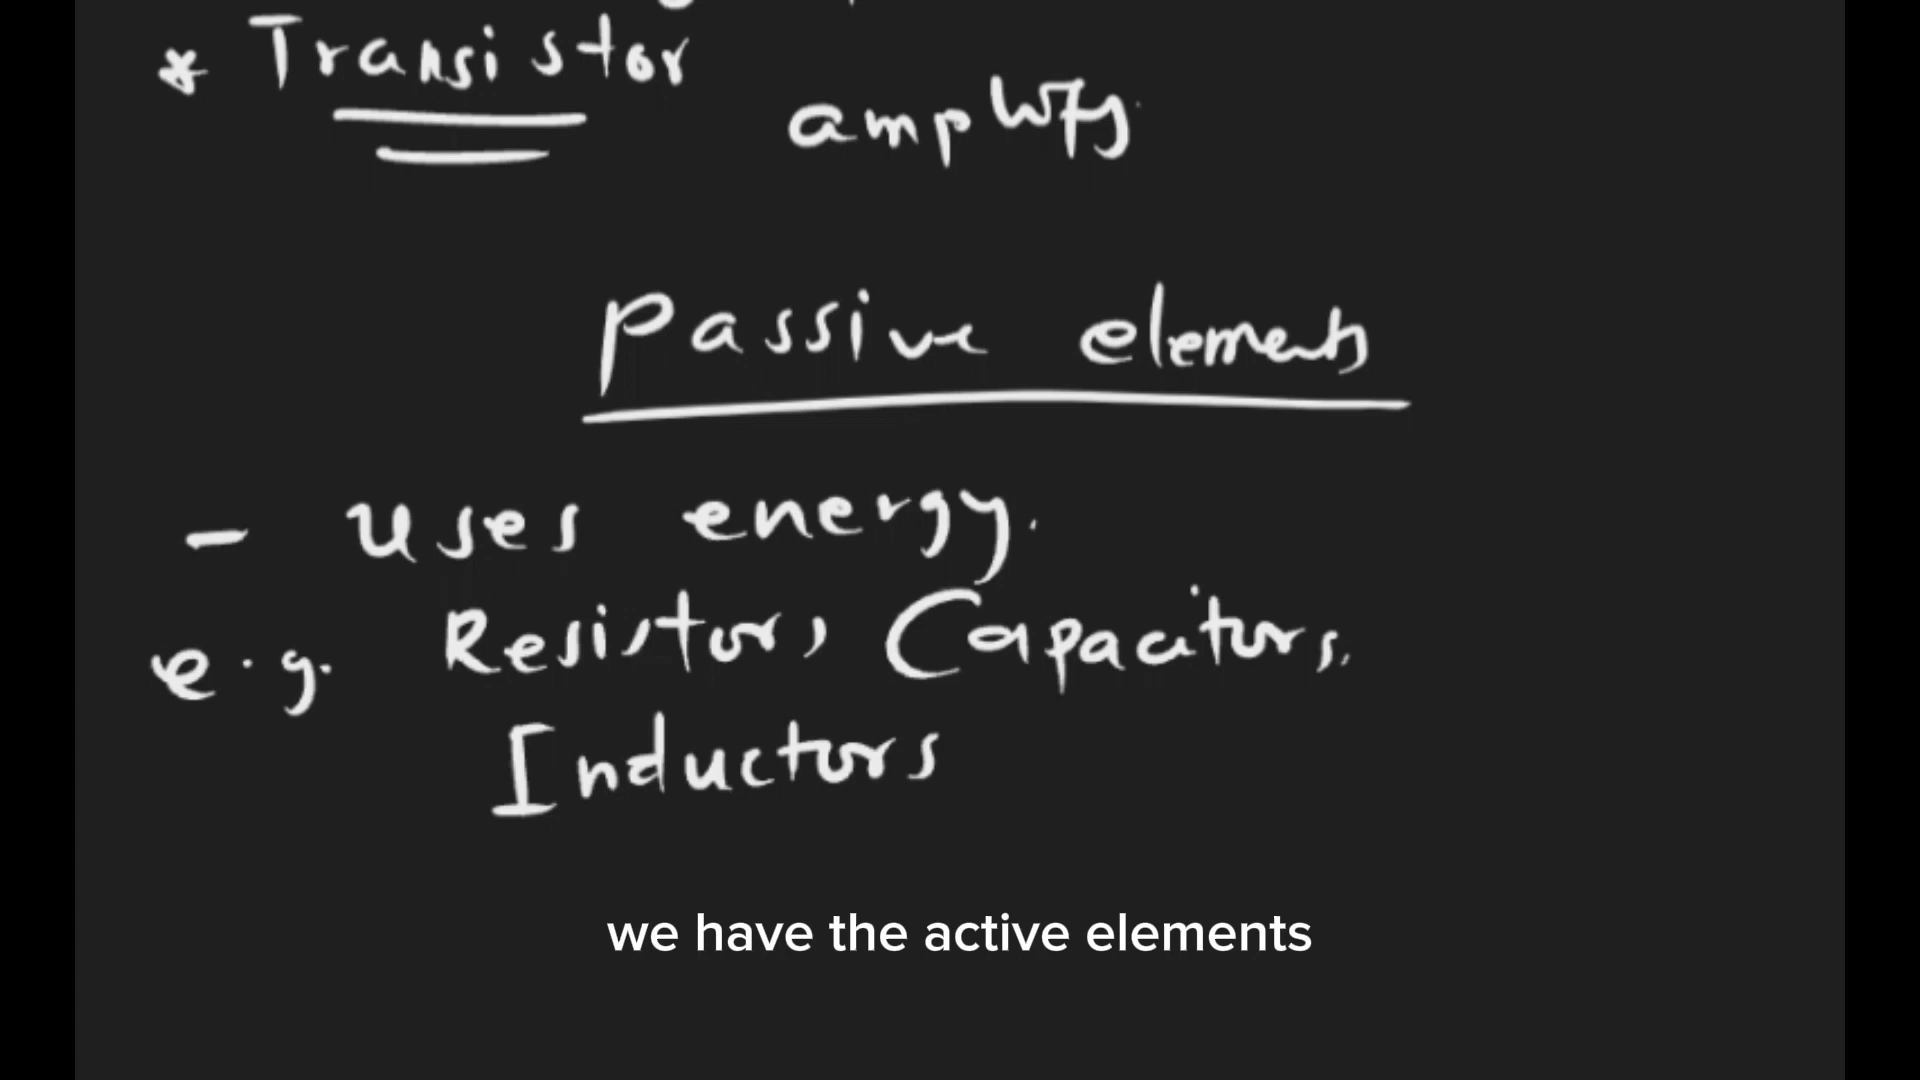 * Transistor
amplify.
Passive elements
- uses energy.
e.g. Resistors, Capacitors.
Inductors
we have the active elements